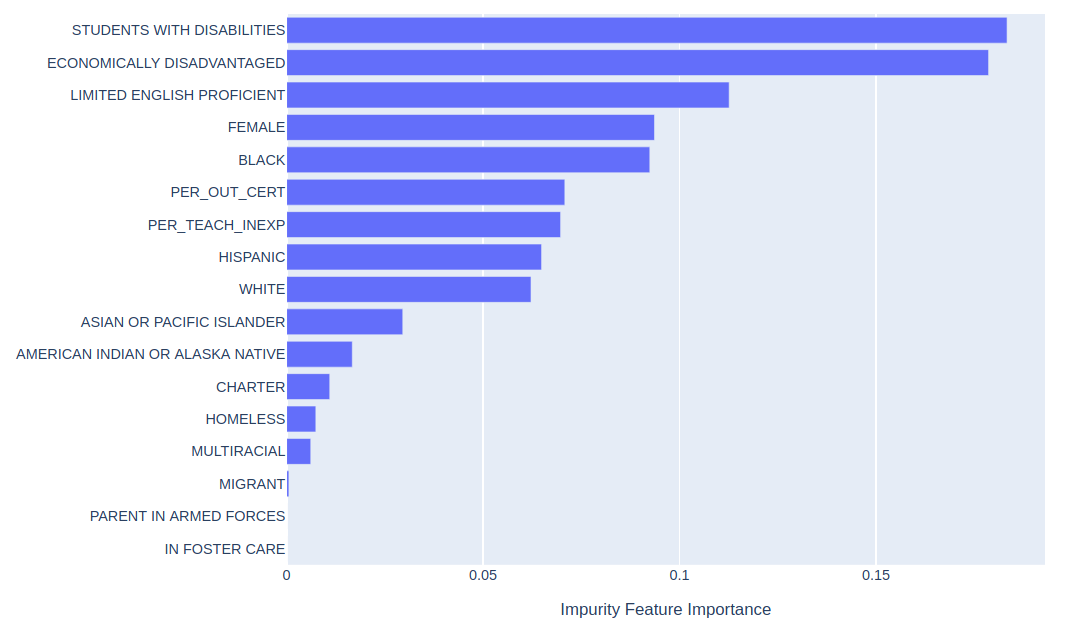 STUDENTS WITH DISABILITIES
ECONOMICALLY DISADVANTAGED
LIMITED ENGLISH PROFICIENT
FEMALE
BLACK
PER_OUT_CERT
PER_TEACH_INEXP
HISPANIC
WHITE
ASIAN OR PACIFIC ISLANDER
AMERICAN INDIAN OR ALASKA NATIVE
CHARTER
HOMELESS
MULTIRACIAL
MIGRANT
PARENT IN ARMED FORCES
IN FOSTER CARE
0 0.05 0.1 0.15
Impurity Feature Importance